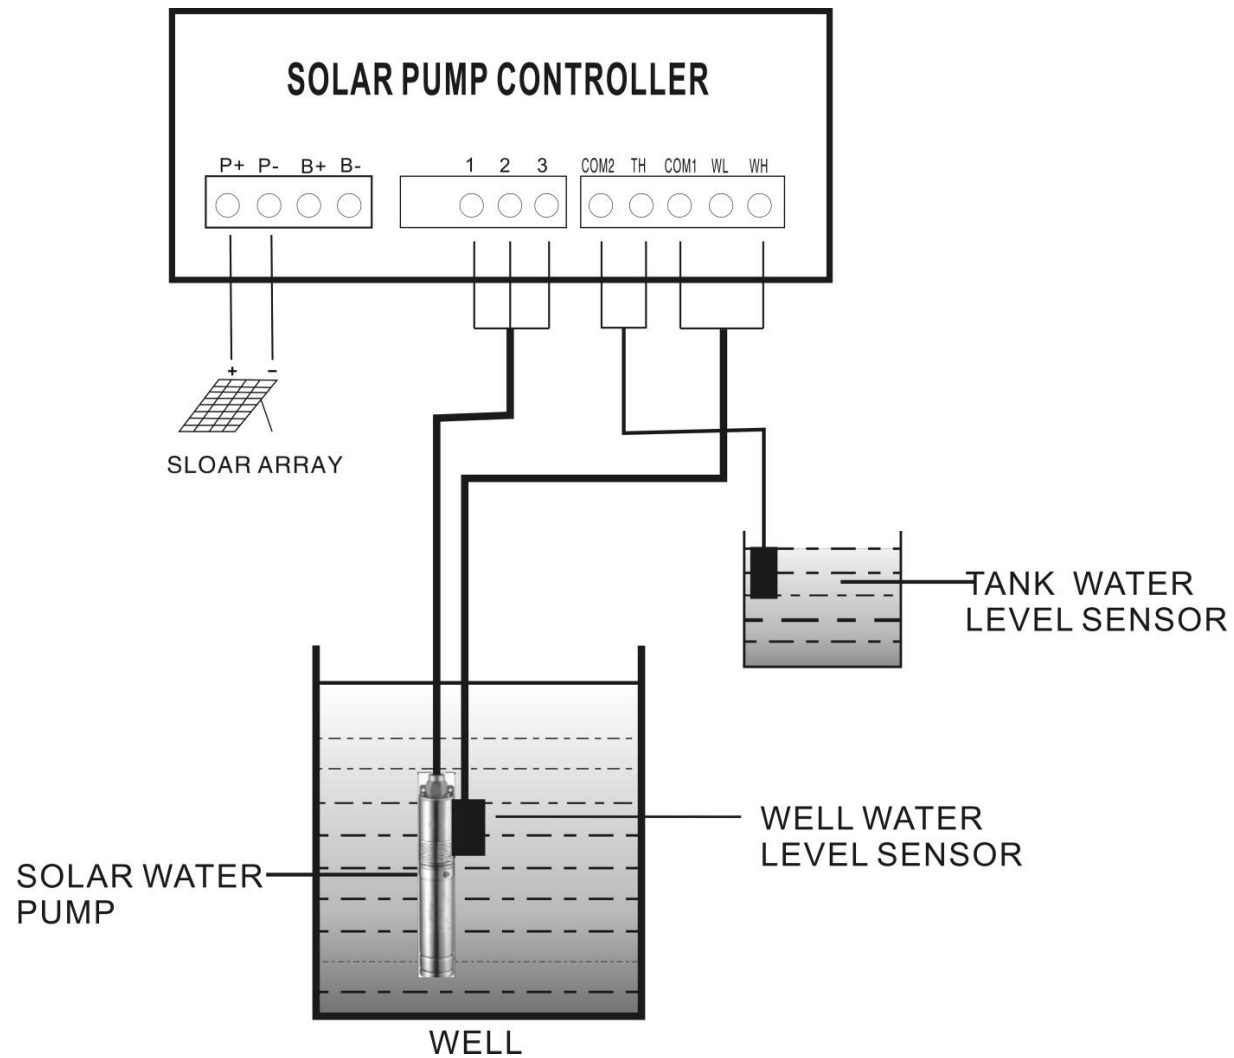 SOLAR PUMP CONTROLLER
P+ P- B+ B- 1 2 3 COM2 TH COM1 WL WH
+ −
SLOAR ARRAY
TANK WATER
LEVEL SENSOR
WELL WATER
LEVEL SENSOR
SOLAR WATER
PUMP
WELL